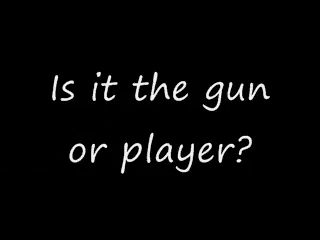 Is it the gun
or player?